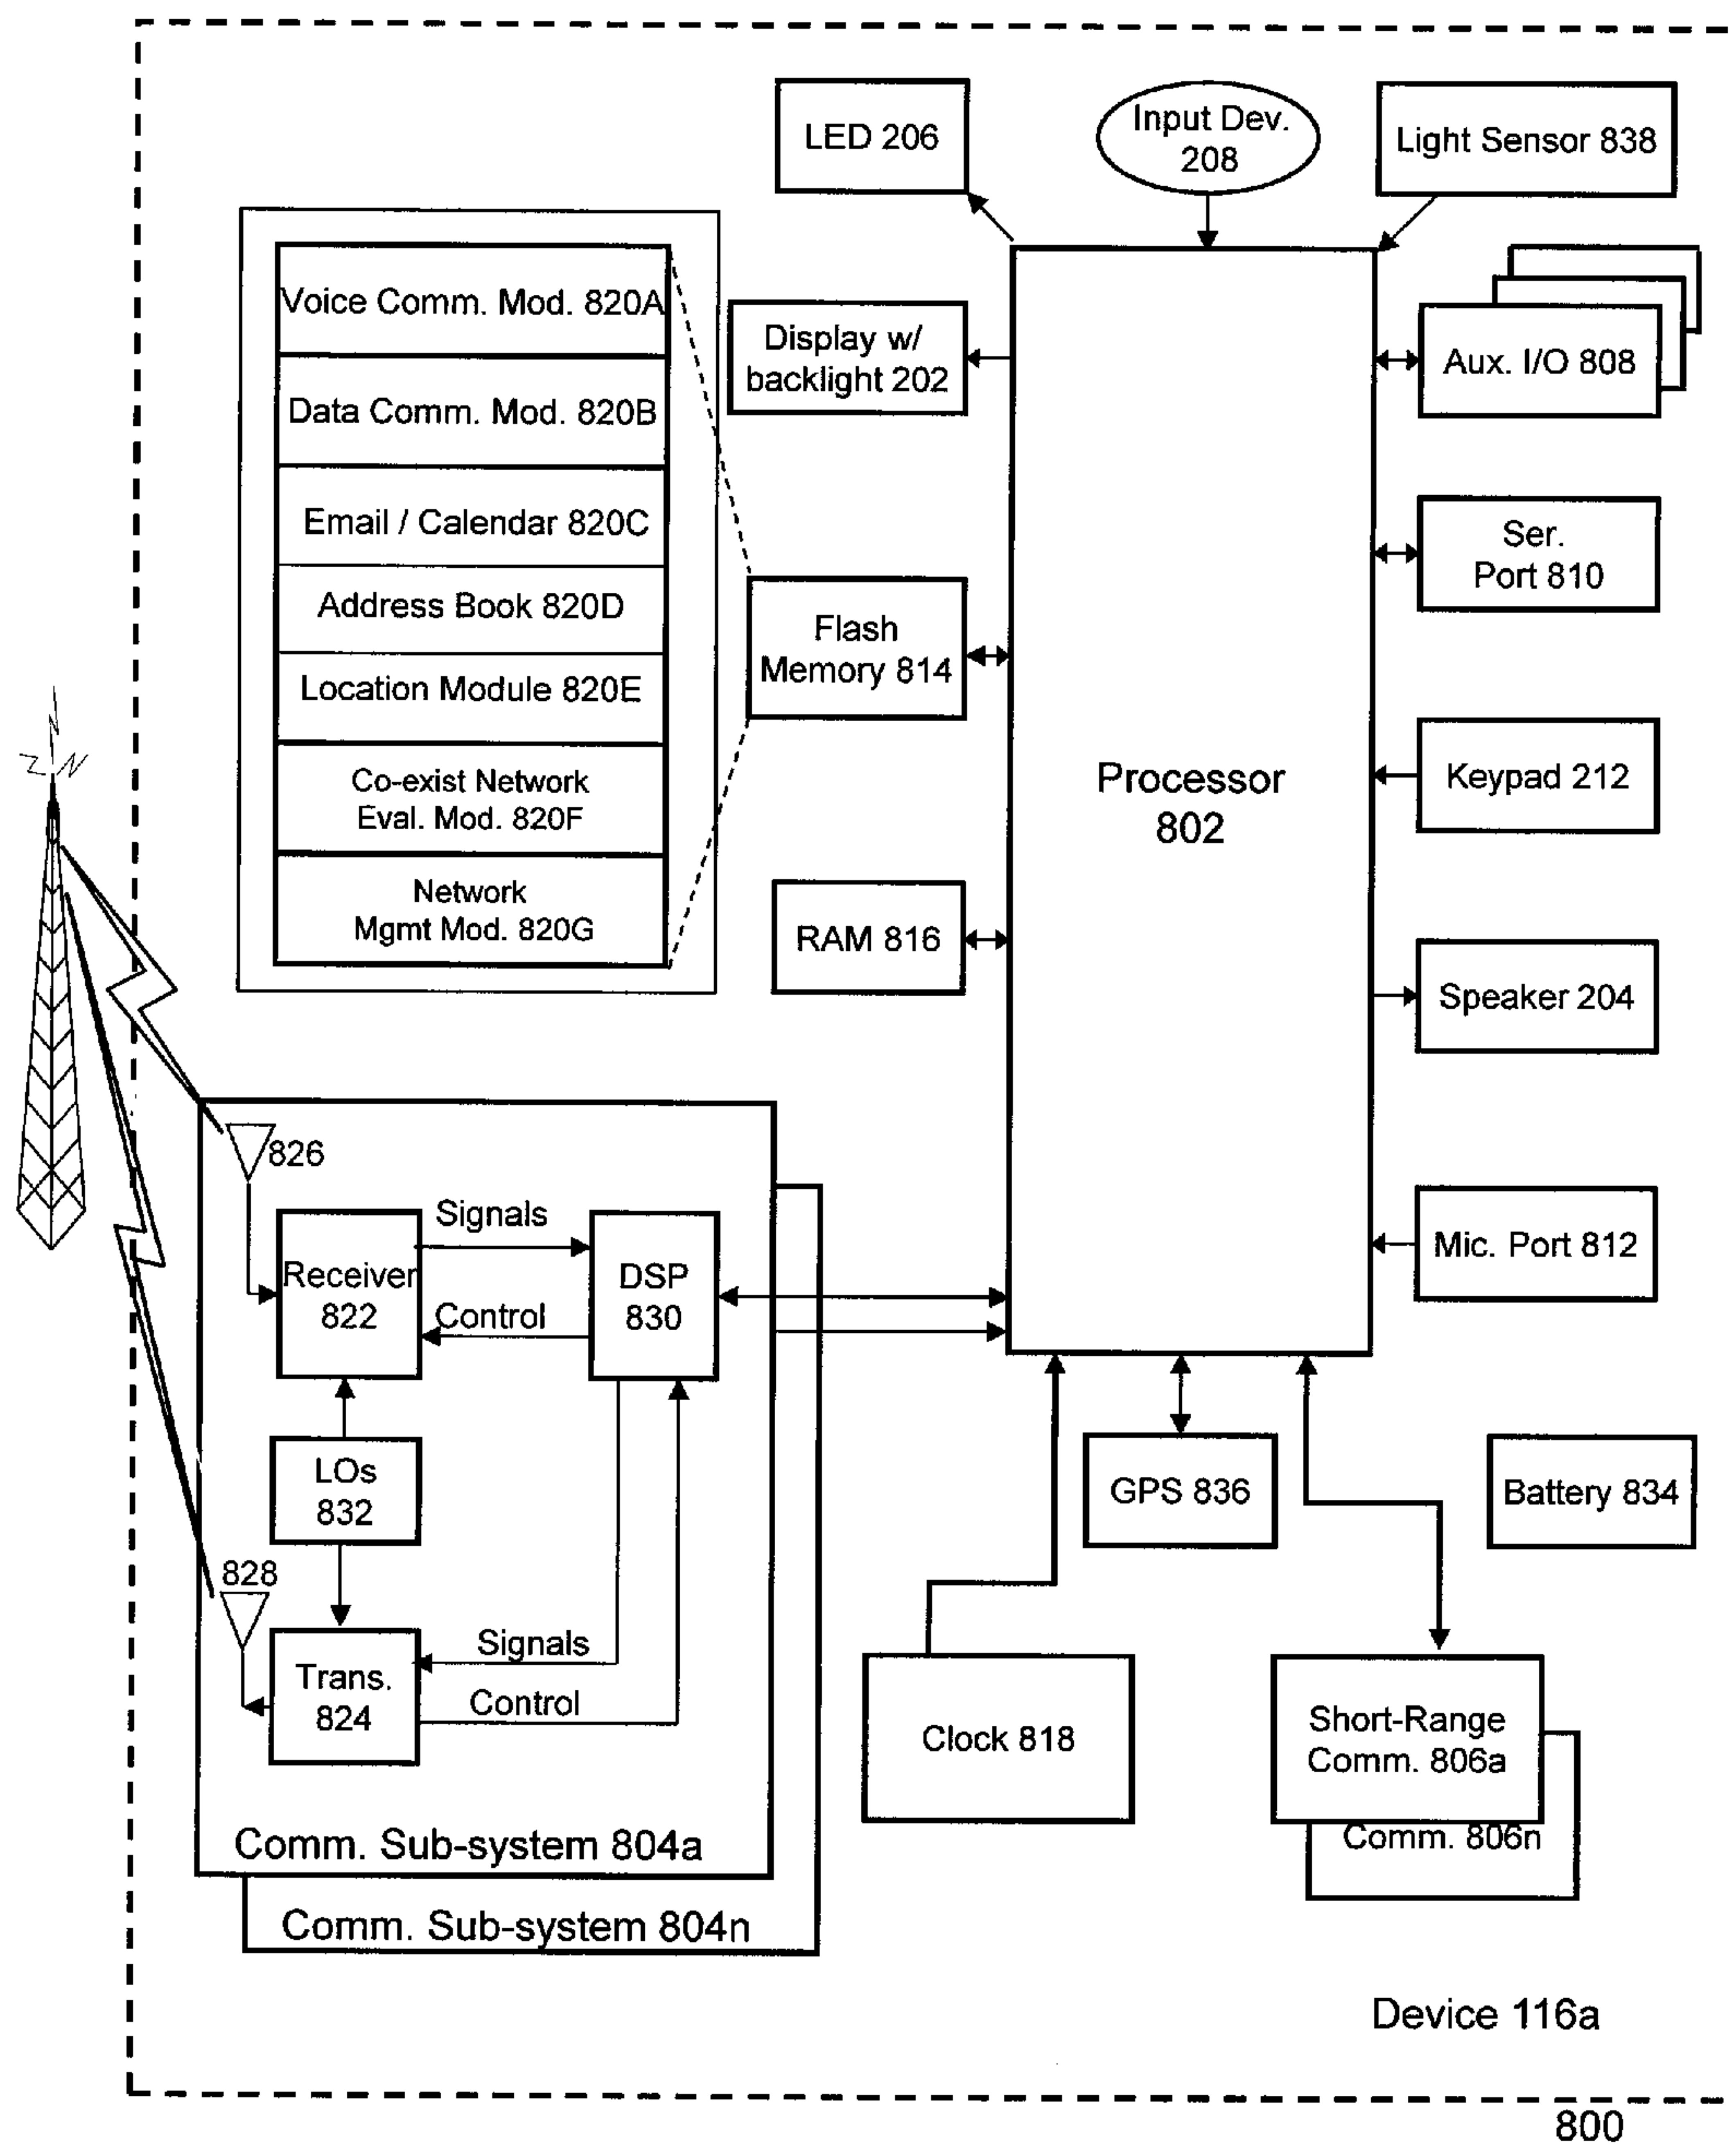 LED 206
Input Dev.
208
Light Sensor 838
Voice Comm. Mod. 820A
Data Comm. Mod. 820B
Email / Calendar 820C
Address Book 820D
Location Module 820E
Co-exist Network
Eval. Mod. 820F
Network
Mgmt Mod. 820G
Display w/
backlight 202
Flash
Memory 814
RAM 816
Processor
802
Aux. I/O 808
Ser.
Port 810
Keypad 212
Speaker 204
Mic. Port 812
826
Signals
Receiver
822
DSP
830
Control
LOs
832
828
Signals
Trans.
824
Control
Comm. Sub-system 804a
Comm. Sub-system 804n
GPS 836
Battery 834
Clock 818
Short-Range
Comm. 806a
Comm. 806n
Device 116a
800